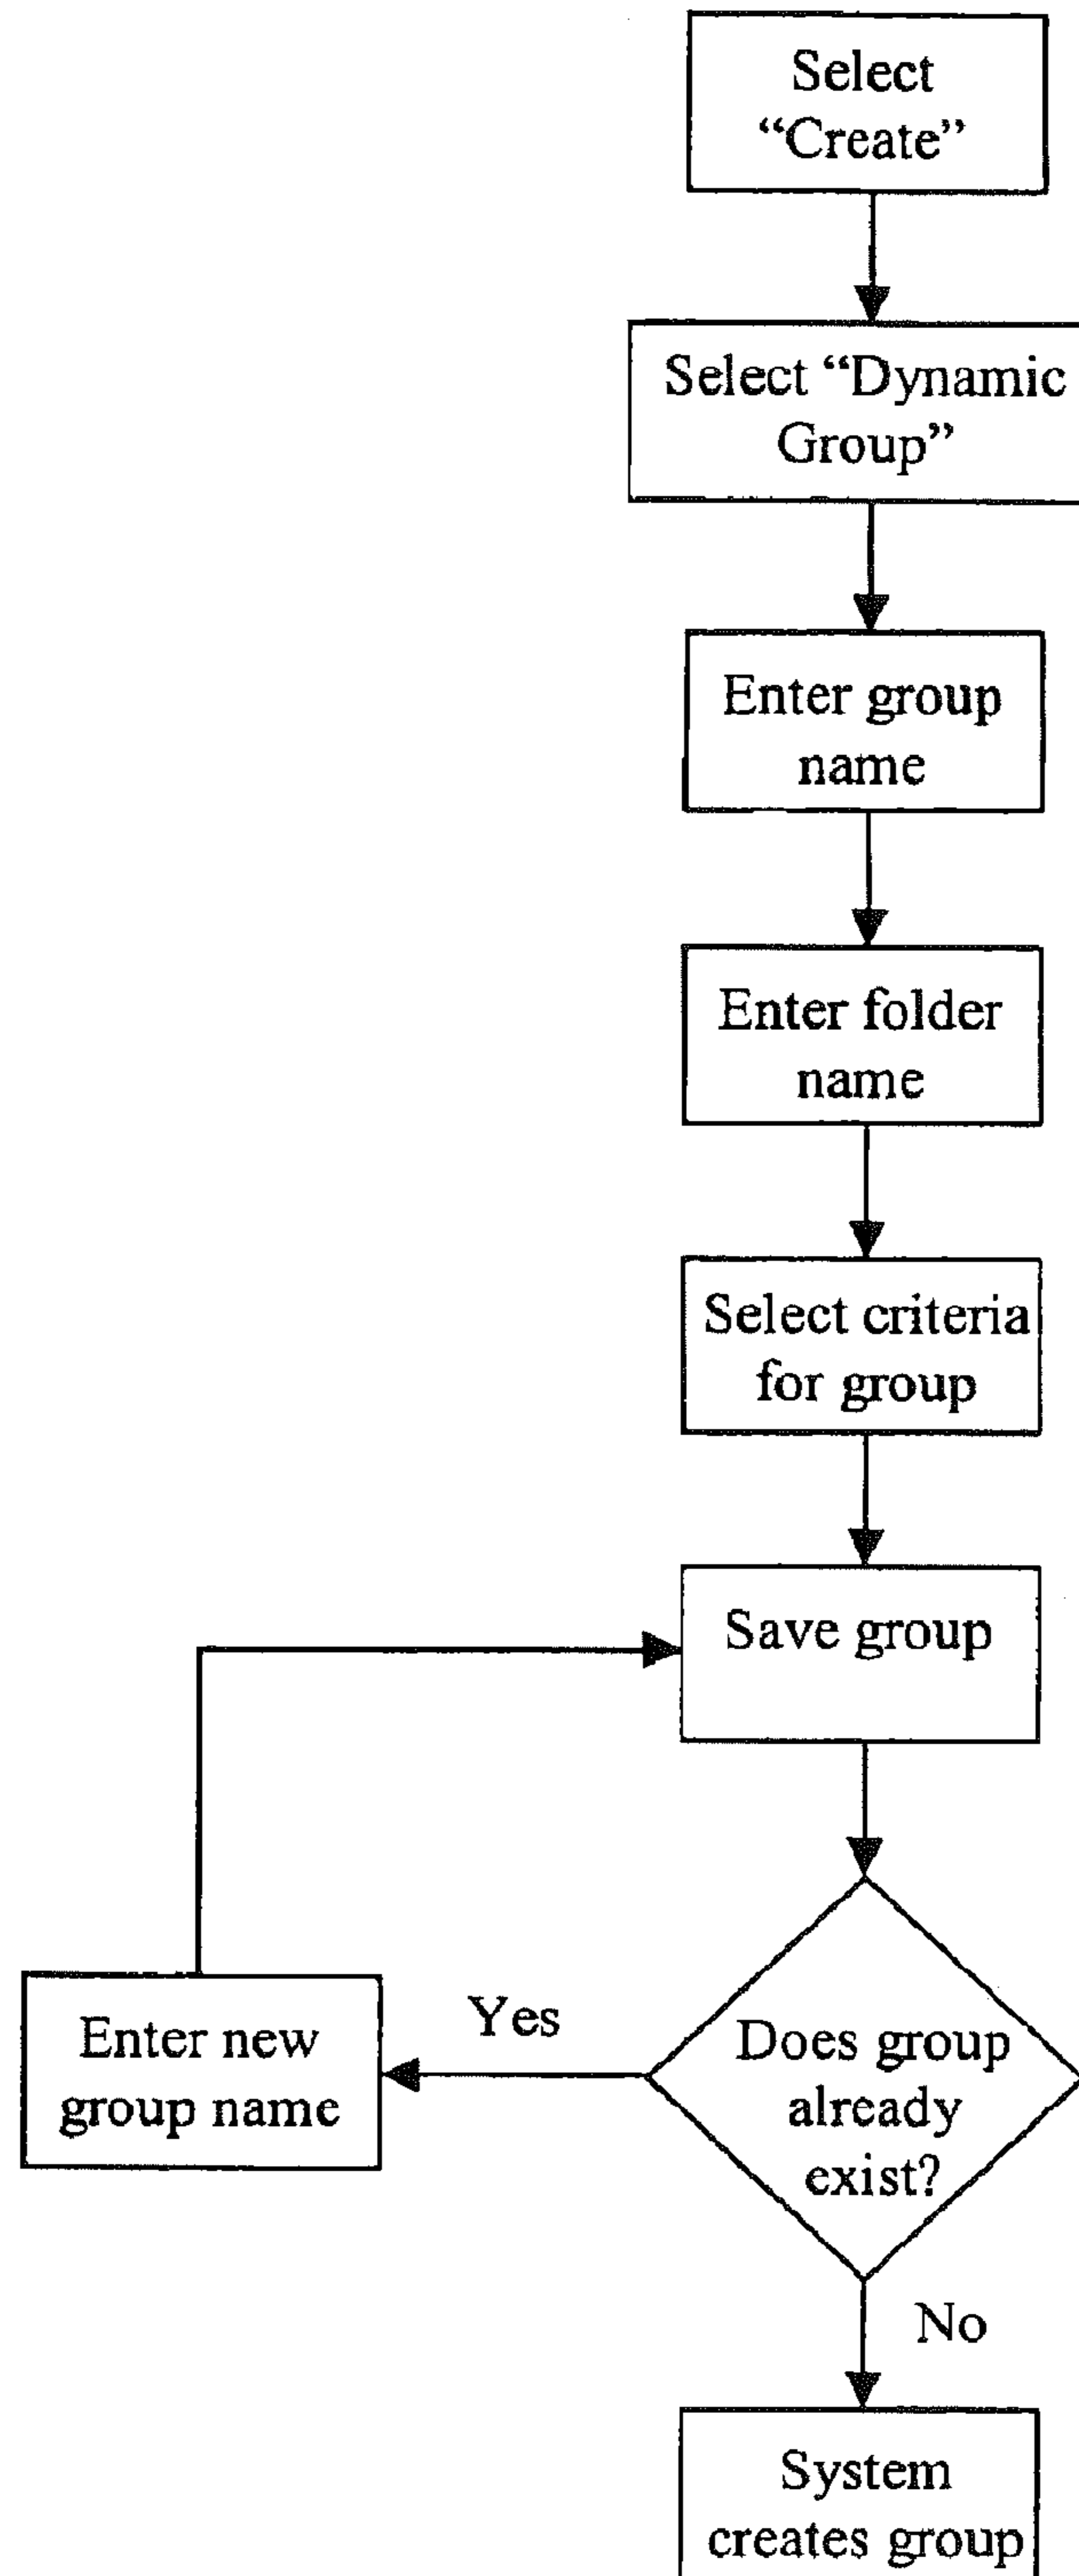 Select
“Create”
Select “Dynamic
Group”
Enter group
name
Enter folder
name
Select criteria
for group
Save group
Enter new
group name
Yes
Does group
already
exist?
No
System
creates group